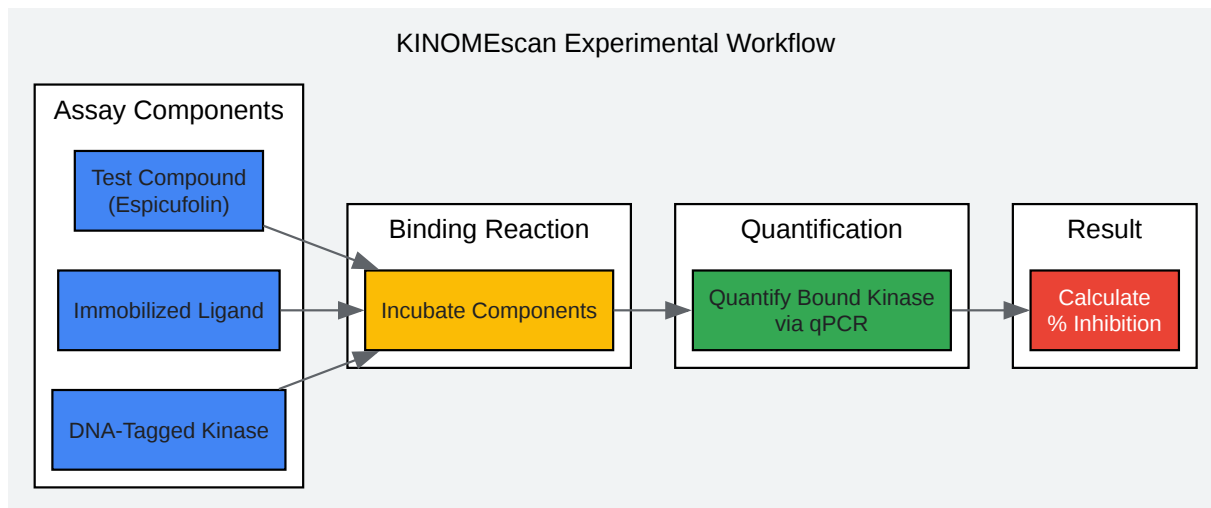 KINOMEscan Experimental Workflow
Assay Components
Test Compound
(Espicufolin)
Immobilized Ligand
DNA-Tagged Kinase
Binding Reaction
Incubate Components
Quantification
Quantify Bound Kinase
via qPCR
Result
Calculate
% Inhibition